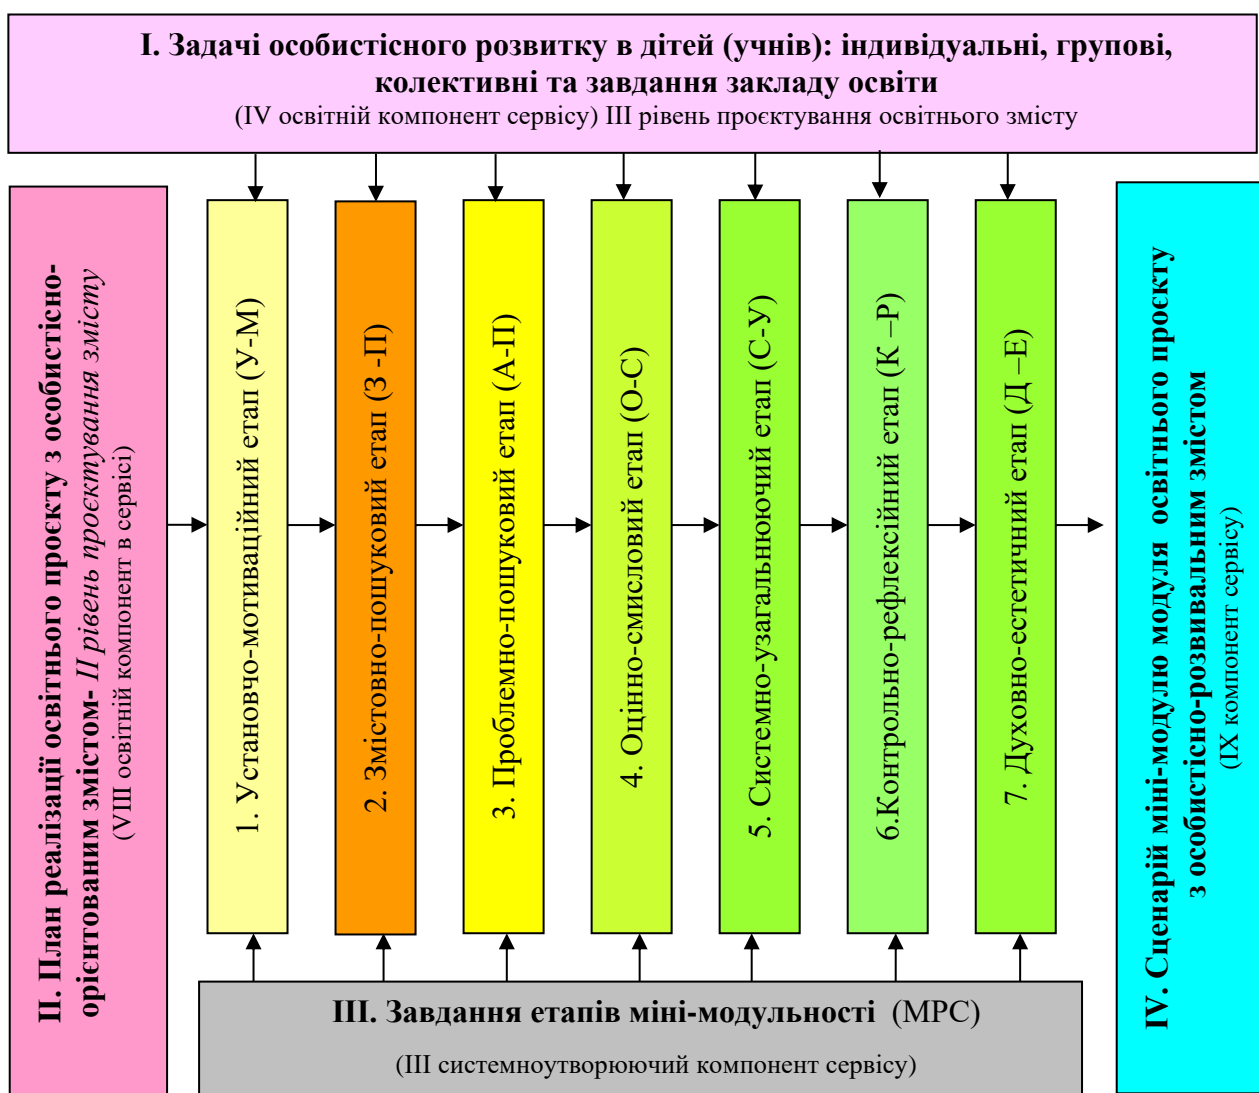 І. Задачі особистісного розвитку в дітей (учнів): індивідуальні, групові,
колективні та завдання закладу освіти
(IV освітній компонент сервісу) ІІІ рівень проєктування освітнього змісту
ІІ. План реалізації освітнього проєкту з особистісно-
орієнтованим змістом- ІІ рівень проєктування змісту
(VIII освітній компонент в сервісі)
1. Установчо-мотиваційний етап (У-М)
2. Змістовно-пошуковий етап (З -П)
3. Проблемно-пошуковий етап (А-П)
4. Оцінно-смисловий етап (О-С)
5. Системно-узагальнюючий етап (С-У)
6.Контрольно-рефлексійний етап (К –Р)
7. Духовно-естетичний етап (Д –Е)
IV. Сценарій міні-модулю модуля освітнього проєкту
з особистісно-розвивальним змістом
(IX компонент сервісу)
ІІІ. Завдання етапів міні-модульності (МРС)
(ІІІ системноутворюючий компонент сервісу)